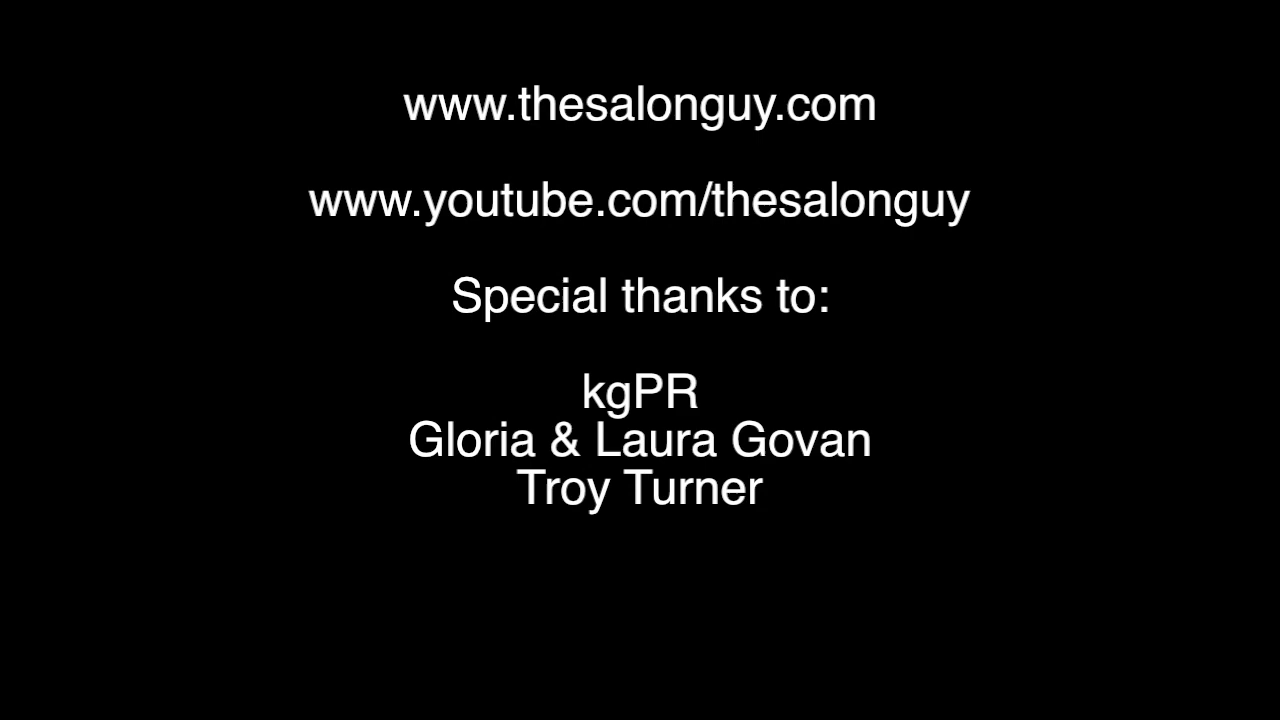 www.thesalonguy.com
www.youtube.com/thesalonguy
Special thanks to:
kgPR
Gloria & Laura Govan
Troy Turner